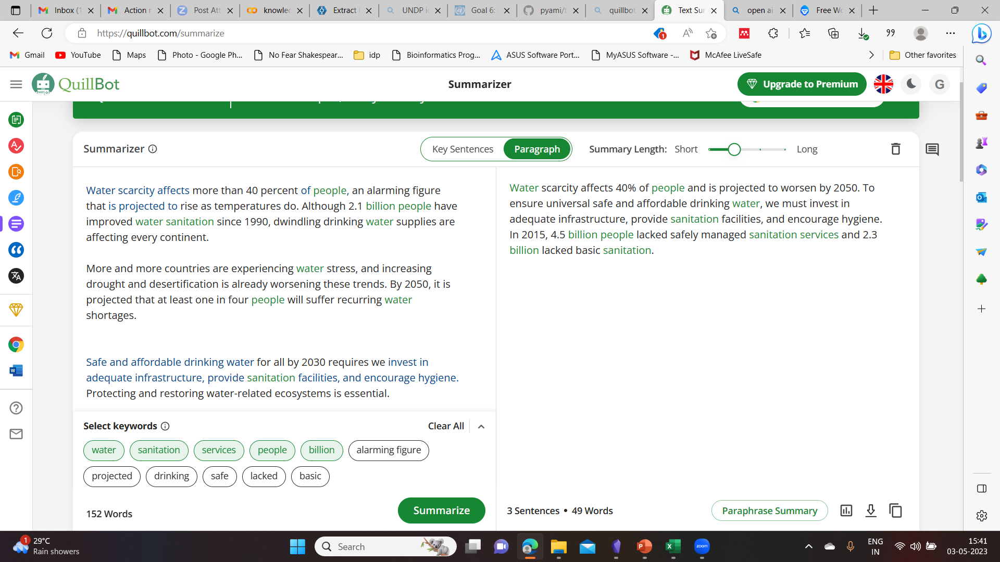 Inbox (1
Action r
Post Att
knowlec
Extract
UNDP i
Goal 6:
pyami/t
quillbot
Text Sur
open ai
Free Wo
https://quillbot.com/summarize
1
Gmail
YouTube
Maps
Photo - Google Ph...
No Fear Shakespear...
idp
Bioinformatics Prog...
ASUS Software Port...
MyASUS Software -...
McAfee LiveSafe
Other favorites
QuillBot
Summarizer
Upgrade to Premium
G
Summarizer
Key Sentences
Paragraph
Summary Length:
Short
Long
Water scarcity affects more than 40 percent of people, an alarming figure
that is projected to rise as temperatures do. Although 2.1 billion people have
improved water sanitation since 1990, dwindling drinking water supplies are
affecting every continent.
More and more countries are experiencing water stress, and increasing
drought and desertification is already worsening these trends. By 2050, it is
projected that at least one in four people will suffer recurring water
shortages.
Safe and affordable drinking water for all by 2030 requires we invest in
adequate infrastructure, provide sanitation facilities, and encourage hygiene.
Protecting and restoring water-related ecosystems is essential.
Water scarcity affects 40% of people and is projected to worsen by 2050. To
ensure universal safe and affordable drinking water, we must invest in
adequate infrastructure, provide sanitation facilities, and encourage hygiene.
In 2015, 4.5 billion people lacked safely managed sanitation services and 2.3
billion lacked basic sanitation.
Select keywords
Clear All
water
sanitation
services
people
billion
alarming figure
projected
drinking
safe
lacked
basic
152 Words
Summarize
3 Sentences • 49 Words
Paraphrase Summary
1
29°C
Rain showers
Search
zoom
ENG
IN
15:41
03-05-2023